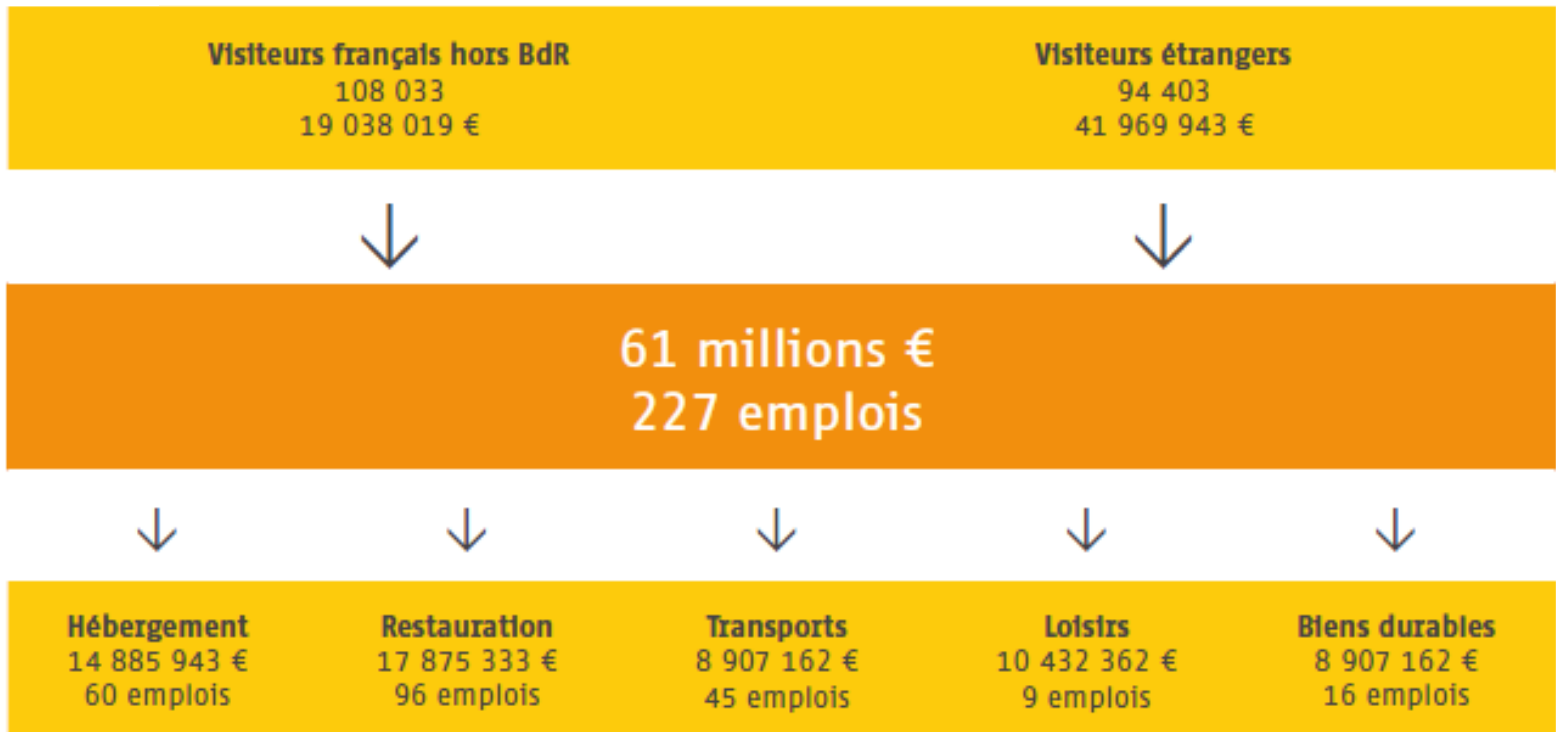 Visiteurs français hors BdR
108 033
19 038 019 €
Visiteurs étrangers
94 403
41 969 943 €
61 millions €
227 emplois
Hébergement
14 885 943 €
60 emplois
Restauration
17 875 333 €
96 emplois
Transports
8 907 162 €
45 emplois
Loisirs
10 432 362 €
9 emplois
Biens durables
8 907 162 €
16 emplois